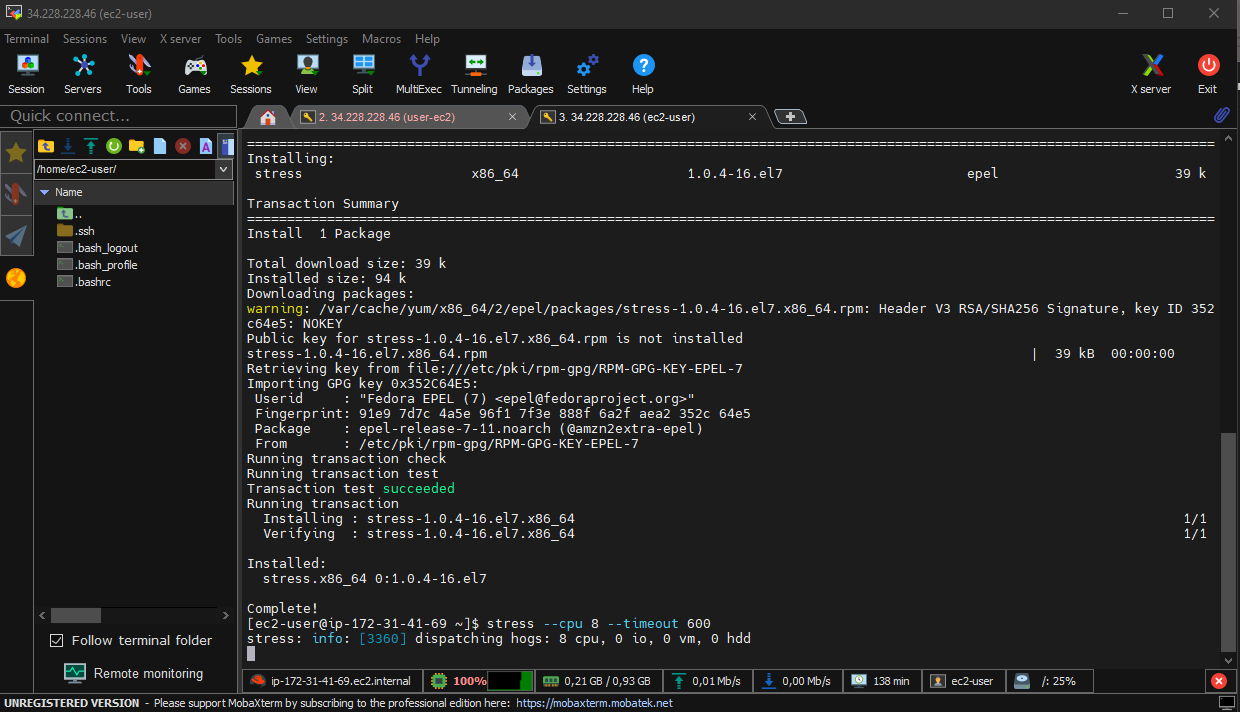 34.228.228.46 (ec2-user)
Terminal Sessions View X server Tools Games Settings Macros Help
Session Servers Tools Games Sessions View Split MultiExec Tunneling Packages Settings Help X server Exit
Quick connect...
2. 34.228.228.46 (user-ec2)
3. 34.228.228.46 (ec2-user)
/home/ec2-user/
Name
..
.ssh
.bash_logout
.bash_profile
.bashrc
Follow terminal folder
Remote monitoring
================================================================================
Installing:
stress x86_64 1.0.4-16.el7 epel 39 k
Transaction Summary
================================================================================
Install  1 Package
Total download size: 39 k
Installed size: 94 k
Downloading packages:
warning: /var/cache/yum/x86_64/2/epel/packages/stress-1.0.4-16.el7.x86_64.rpm: Header V3 RSA/SHA256 Signature, key ID 352
c64e5: NOKEY
Public key for stress-1.0.4-16.el7.x86_64.rpm is not installed
stress-1.0.4-16.el7.x86_64.rpm | 39 kB 00:00:00
Retrieving key from file:///etc/pki/rpm-gpg/RPM-GPG-KEY-EPEL-7
Importing GPG key 0x352C64E5:
Userid     : "Fedora EPEL (7) <epel@fedoraproject.org>"
Fingerprint: 91e9 7d7c 4a5e 96f1 7f3e 888f 6a2f aea2 352c 64e5
Package    : epel-release-7-11.noarch (@amzn2extra-epel)
From       : /etc/pki/rpm-gpg/RPM-GPG-KEY-EPEL-7
Running transaction check
Running transaction test
Transaction test succeeded
Running transaction
Installing : stress-1.0.4-16.el7.x86_64 1/1
Verifying  : stress-1.0.4-16.el7.x86_64 1/1
Installed:
stress.x86_64 0:1.0.4-16.el7
Complete!
[ec2-user@ip-172-31-41-69 ~]$ stress --cpu 8 --timeout 600
stress: info: [3360] dispatching hogs: 8 cpu, 0 io, 0 vm, 0 hdd
ip-172-31-41-69.ec2.internal 100% 0,21 GB / 0,93 GB 0,01 Mb/s 0,00 Mb/s 138 min ec2-user /: 25%
UNREGISTERED VERSION - Please support MobaXterm by subscribing to the professional edition here: https://mobaxterm.mobatek.net